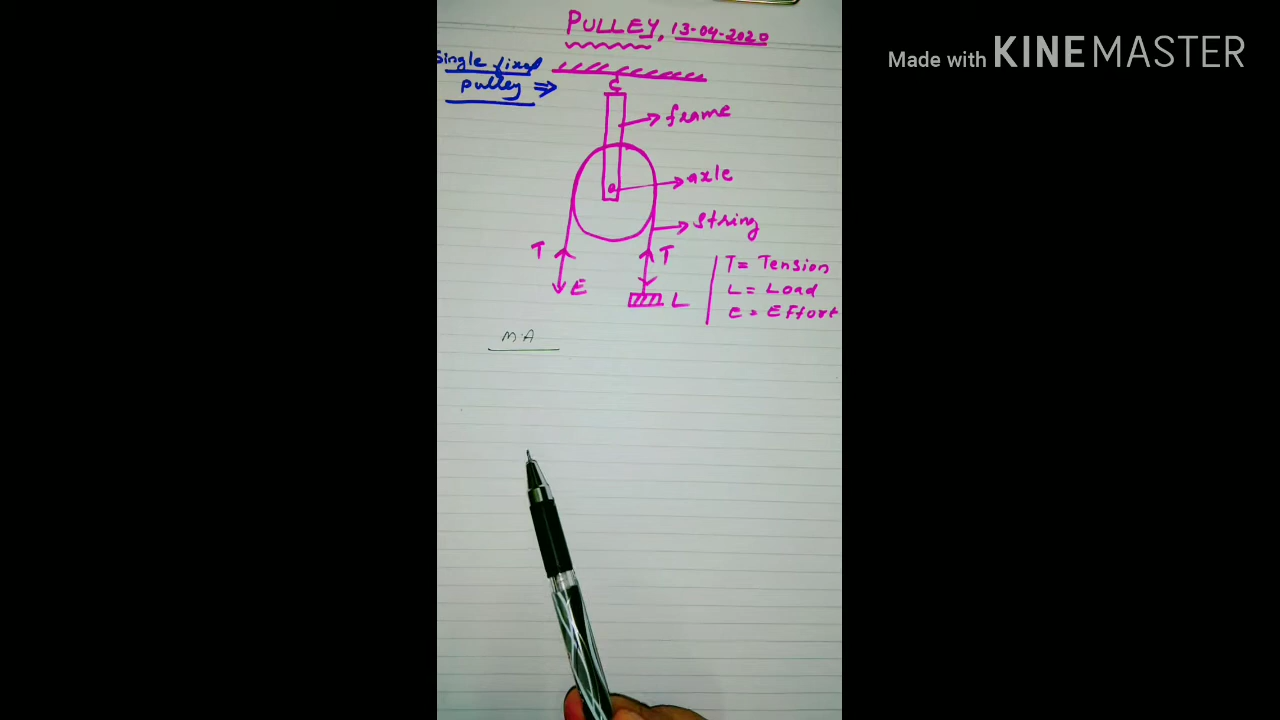 PULLEY, 13-04-2020
Single fixed
pulley ⇒
frame
axle
string
T
T
E
L
T = Tension
L = Load
E = Effort
M.A
Made with KINEMASTER